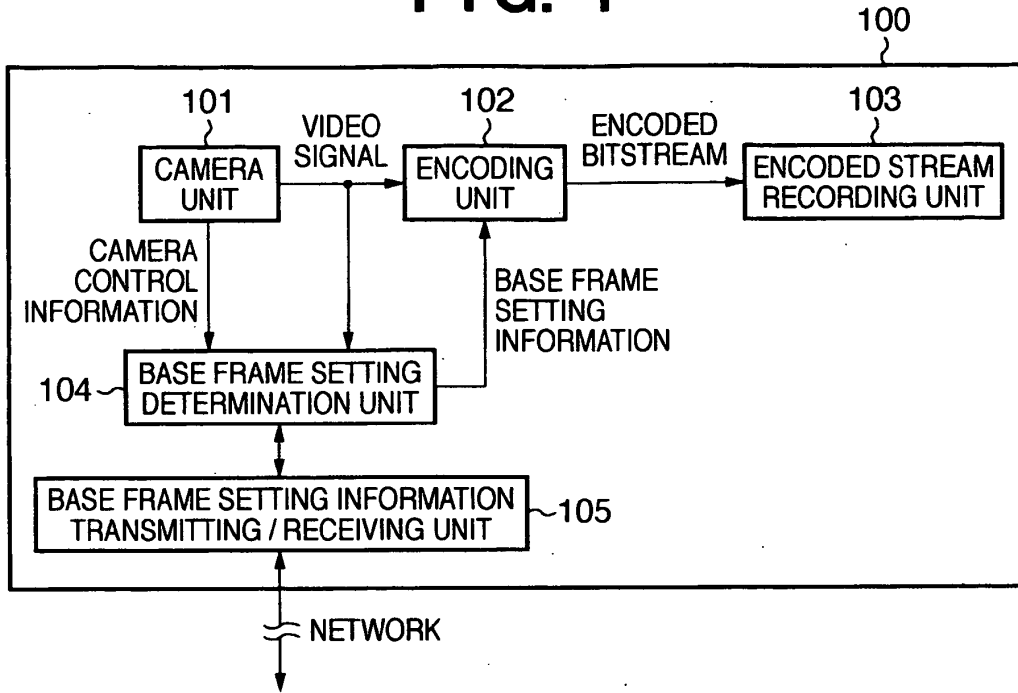 100
101
VIDEO
SIGNAL
102
ENCODED
BITSTREAM
103
CAMERA
UNIT
ENCODING
UNIT
ENCODED STREAM
RECORDING UNIT
CAMERA
CONTROL
INFORMATION
BASE FRAME
SETTING
INFORMATION
104
BASE FRAME SETTING
DETERMINATION UNIT
BASE FRAME SETTING INFORMATION
TRANSMITTING / RECEIVING UNIT
105
NETWORK